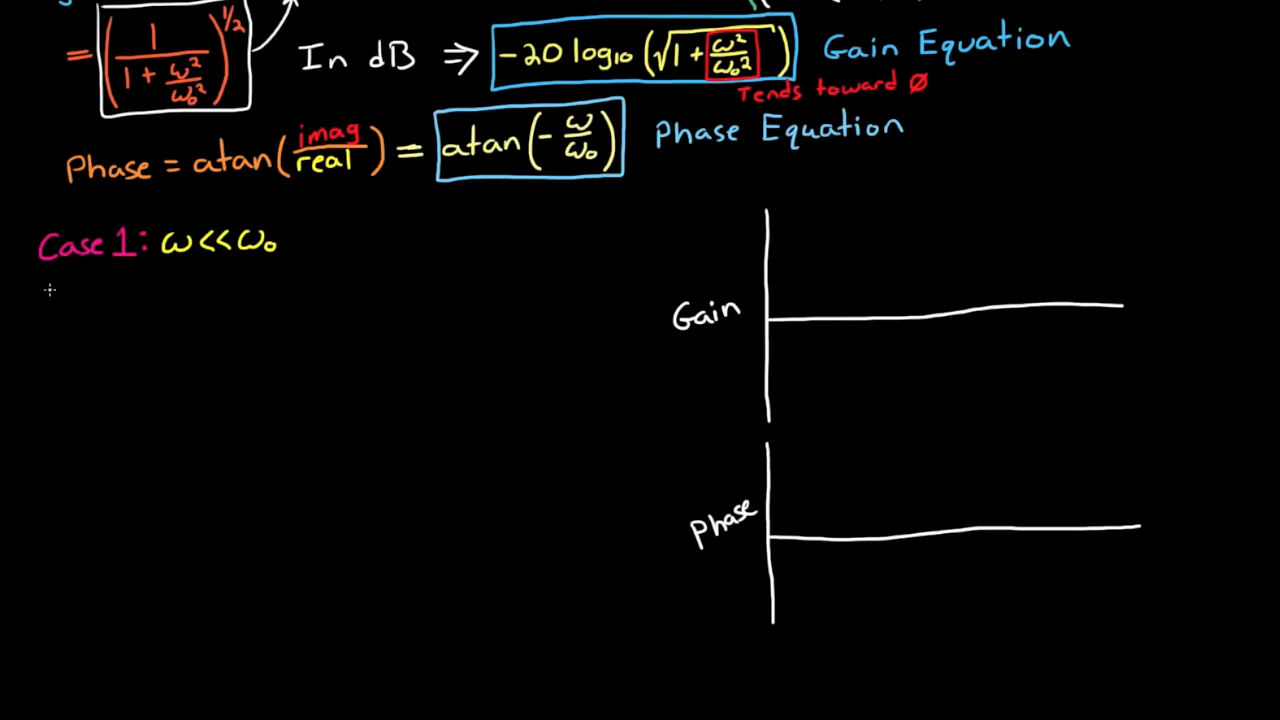 = (1 / (1 + ω²/ω₀²))^1/2 In dB ⇒ -20 log₁₀ (√1 + ω²/ω₀²) Gain Equation
Tends toward ∅
Phase = atan(imag/real) = atan(-ω/ω₀) Phase Equation
Case 1: ω<<ω₀
Gain
Phase